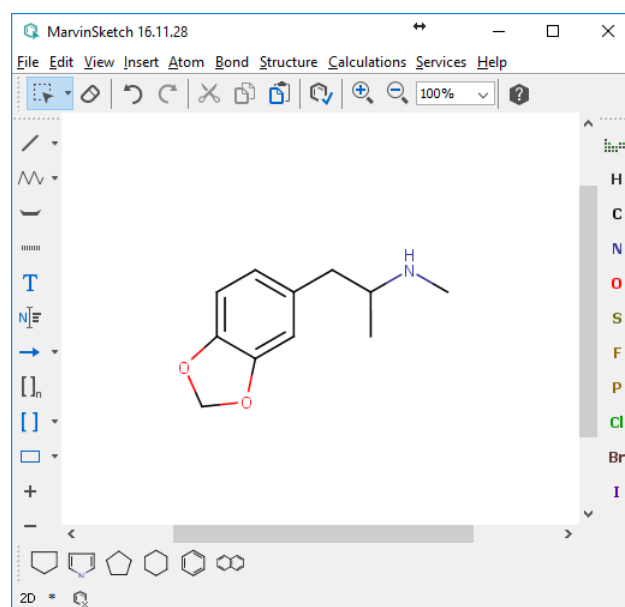 MarvinSketch 16.11.28
File Edit View Insert Atom Bond Structure Calculations Services Help
100%
H
C
N
O
S
F
P
Cl
Br
I
T
N
[ ]n
[ ]
H
N
O
O
N
2D *